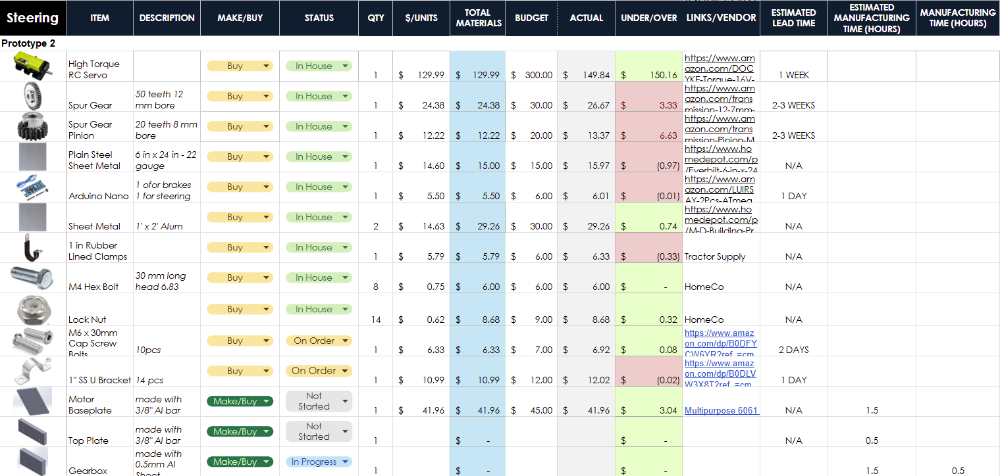 Steering ITEM DESCRIPTION MAKE/BUY STATUS QTY $/UNITS TOTAL MATERIALS BUDGET ACTUAL UNDER/OVER LINKS/VENDOR ESTIMATED LEAD TIME ESTIMATED MANUFACTURING TIME (HOURS) MANUFACTURING TIME (HOURS)
Prototype 2
High Torque RC Servo Buy In House 1 $ 129.99 $ 129.99 $ 300.00 $ 149.84 $ 150.16 https://www.amazon.com/DOCYKE-Torque-16V- 1 WEEK
Spur Gear 50 teeth 12 mm bore Buy In House 1 $ 24.38 $ 24.38 $ 30.00 $ 26.67 $ 3.33 https://www.amazon.com/transmission-12-7mm- 2-3 WEEKS
Spur Gear Pinion 20 teeth 8 mm bore Buy In House 1 $ 12.22 $ 12.22 $ 20.00 $ 13.37 $ 6.63 https://www.amazon.com/transmission-Pinion-M 2-3 WEEKS
Plain Steel Sheet Metal 6 in x 24 in - 22 gauge Buy In House 1 $ 14.60 $ 15.00 $ 15.00 $ 15.97 $ (0.97) https://www.homedepot.com/p/Everbilt-6-in-x-24 N/A
Arduino Nano 1 ofor brakes 1 for steering Buy In House 1 $ 5.50 $ 5.50 $ 6.00 $ 6.01 $ (0.01) https://www.amazon.com/LUIRSAY-2Pcs-ATmeg 1 DAY
Sheet Metal 1' x 2' Alum Buy In House 2 $ 14.63 $ 29.26 $ 30.00 $ 29.26 $ 0.74 https://www.homedepot.com/p/M-D-Building-Pr N/A
1 in Rubber Lined Clamps Buy In House 1 $ 5.79 $ 5.79 $ 6.00 $ 6.33 $ (0.33) Tractor Supply N/A
M4 Hex Bolt 30 mm long head 6.83 Buy In House 8 $ 0.75 $ 6.00 $ 6.00 $ 6.00 $ - HomeCo N/A
Lock Nut Buy In House 14 $ 0.62 $ 8.68 $ 9.00 $ 8.68 $ 0.32 HomeCo N/A
M6 x 30mm Cap Screw Bolts 10pcs Buy On Order 1 $ 6.33 $ 6.33 $ 7.00 $ 6.92 $ 0.08 https://www.amazon.com/dp/B0DFYCW6YR?ref_=cm 2 DAYS
1" SS U Bracket 14 pcs Buy On Order 1 $ 10.99 $ 10.99 $ 12.00 $ 12.02 $ (0.02) https://www.amazon.com/dp/B0DLVW3X8T?ref_=cm 1 DAY
Motor Baseplate made with 3/8" Al bar Make/Buy Not Started 1 $ 41.96 $ 41.96 $ 45.00 $ 41.96 $ 3.04 Multipurpose 6061 N/A 1.5
Top Plate made with 3/8" Al bar Make/Buy Not Started 1 $ - $ - N/A 0.5
Gearbox made with 0.5mm Al Sheet Make/Buy In Progress 1 $ - $ - 1.5 0.5